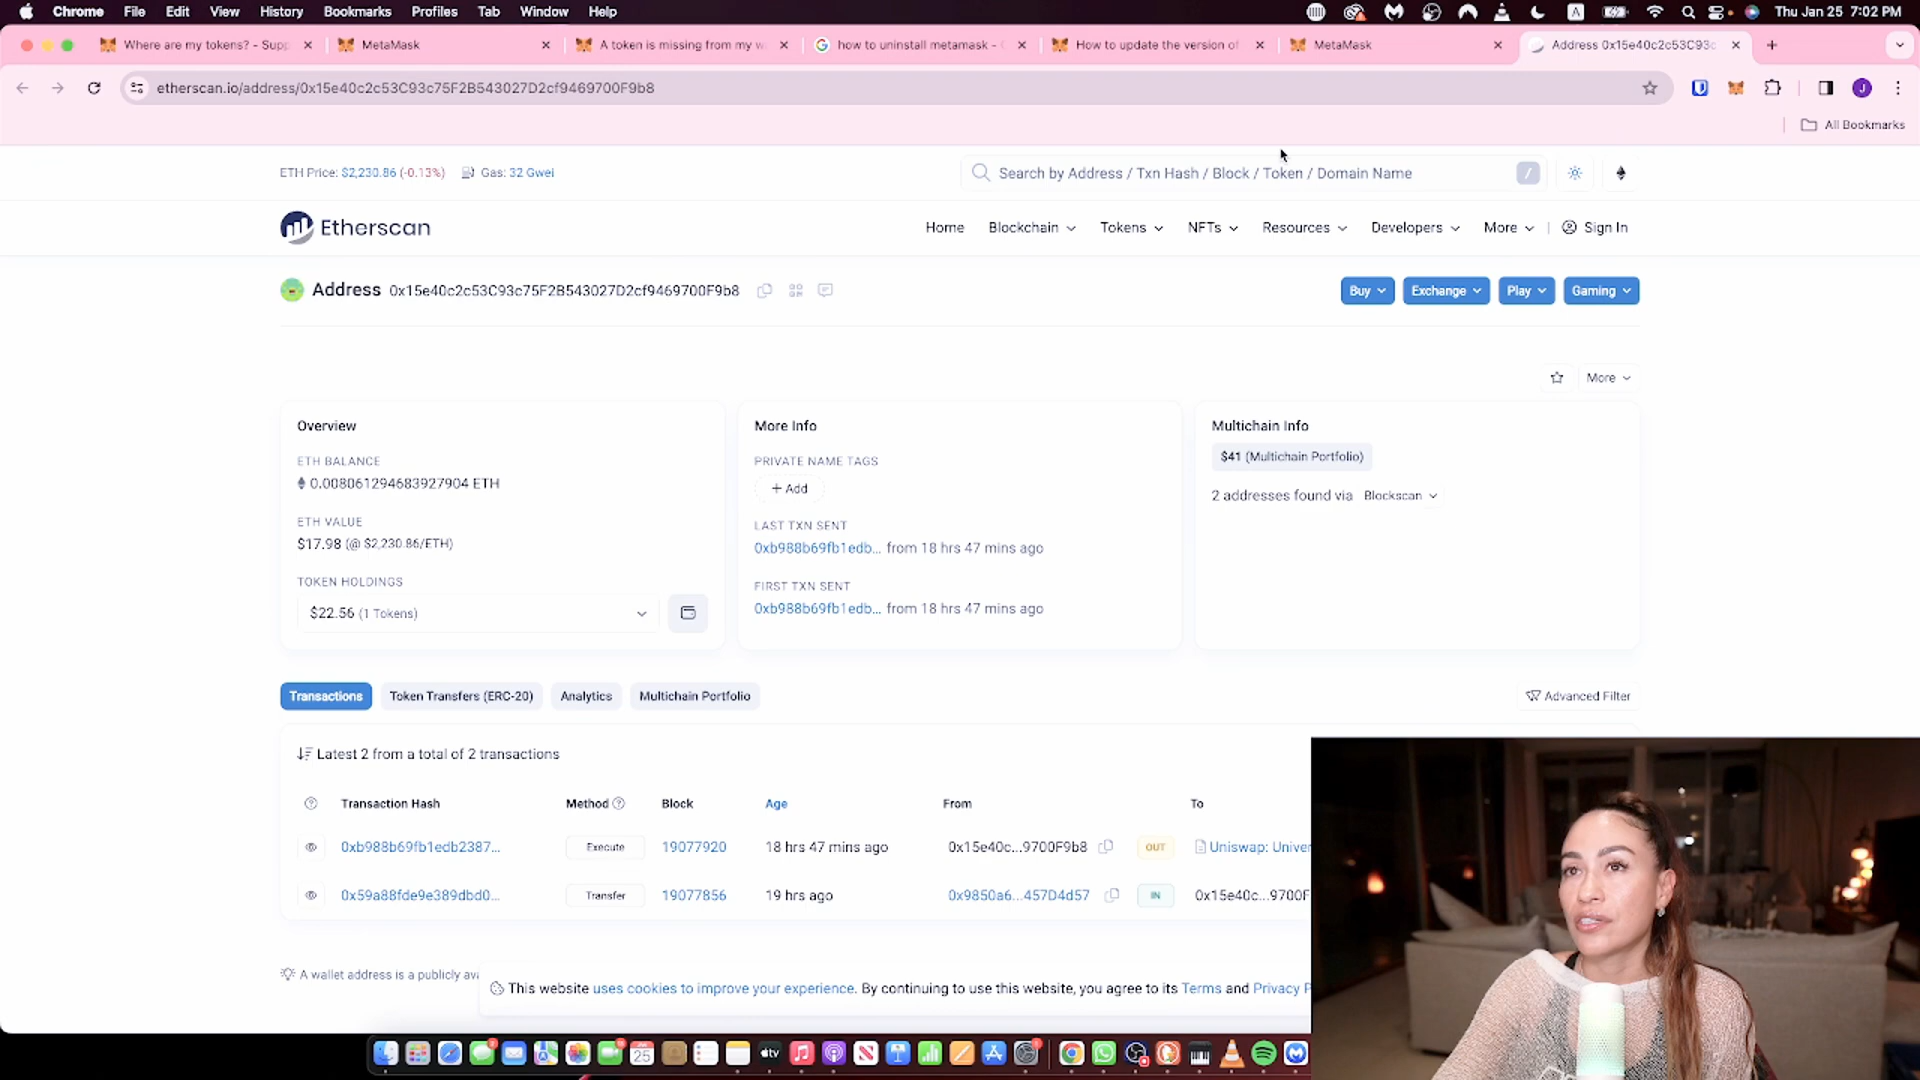 Chrome File Edit View History Bookmarks Profiles Tab Window Help
A
Thu Jan 25 7:02 PM
Where are my tokens? - Supp
MetaMask
A token is missing from my w
how to uninstall metamask -
How to update the version of
MetaMask
Address 0x15e40c2c53C93c
etherscan.io/address/0x15e40c2c53C93c75F2B543027D2cf9469700F9b8
J
All Bookmarks
ETH Price: $2,230.86 (-0.13%) Gas: 32 Gwei
Search by Address / Txn Hash / Block / Token / Domain Name
/
Etherscan
Home Blockchain Tokens NFTs Resources Developers More | Sign In
Address 0x15e40c2c53C93c75F2B543027D2cf9469700F9b8
Buy Exchange Play Gaming
More
Overview
ETH BALANCE
0.008061294683927904 ETH
ETH VALUE
$17.98 (@ $2,230.86/ETH)
TOKEN HOLDINGS
$22.56 (1 Tokens)
More Info
PRIVATE NAME TAGS
+ Add
LAST TXN SENT
0xb988b69fb1edb... from 18 hrs 47 mins ago
FIRST TXN SENT
0xb988b69fb1edb... from 18 hrs 47 mins ago
Multichain Info
$41 (Multichain Portfolio)
2 addresses found via Blockscan
Transactions Token Transfers (ERC-20) Analytics Multichain Portfolio
Advanced Filter
Latest 2 from a total of 2 transactions
Transaction Hash Method Block Age From To
0xb988b69fb1edb2387... Execute 19077920 18 hrs 47 mins ago 0x15e40c...9700F9b8 OUT Uniswap: Univer
0x59a88fde9e389dbd0... Transfer 19077856 19 hrs ago 0x9850a6...457D4d57 IN 0x15e40c...9700F
A wallet address is a publicly ava
This website uses cookies to improve your experience. By continuing to use this website, you agree to its Terms and Privacy P
25
tv